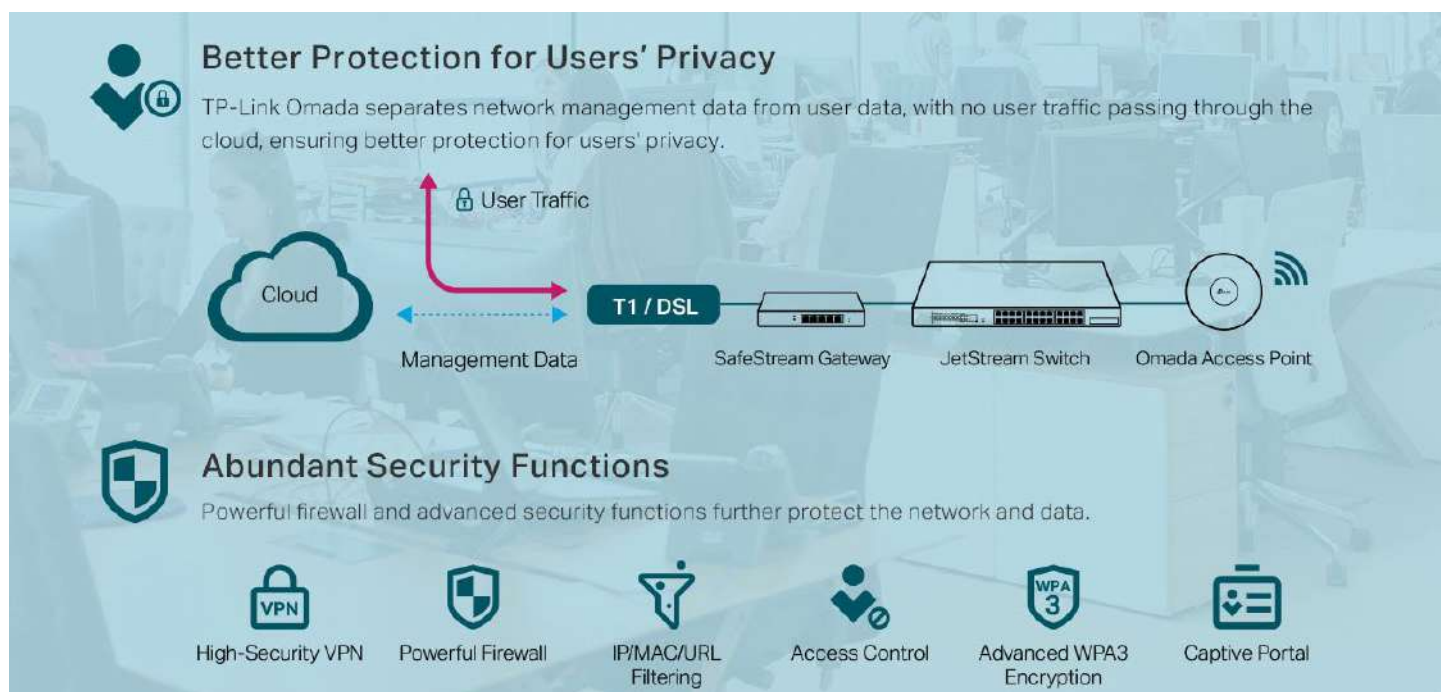 Better Protection for Users' Privacy
TP-Link Omada separates network management data from user data, with no user traffic passing through the
cloud, ensuring better protection for users' privacy.
User Traffic
Cloud
T1 / DSL
Management Data
SafeStream Gateway
JetStream Switch
Omada Access Point
Abundant Security Functions
Powerful firewall and advanced security functions further protect the network and data.
VPN
WPA
3
High-Security VPN
Powerful Firewall
IP/MAC/URL
Filtering
Access Control
Advanced WPA3
Encryption
Captive Portal